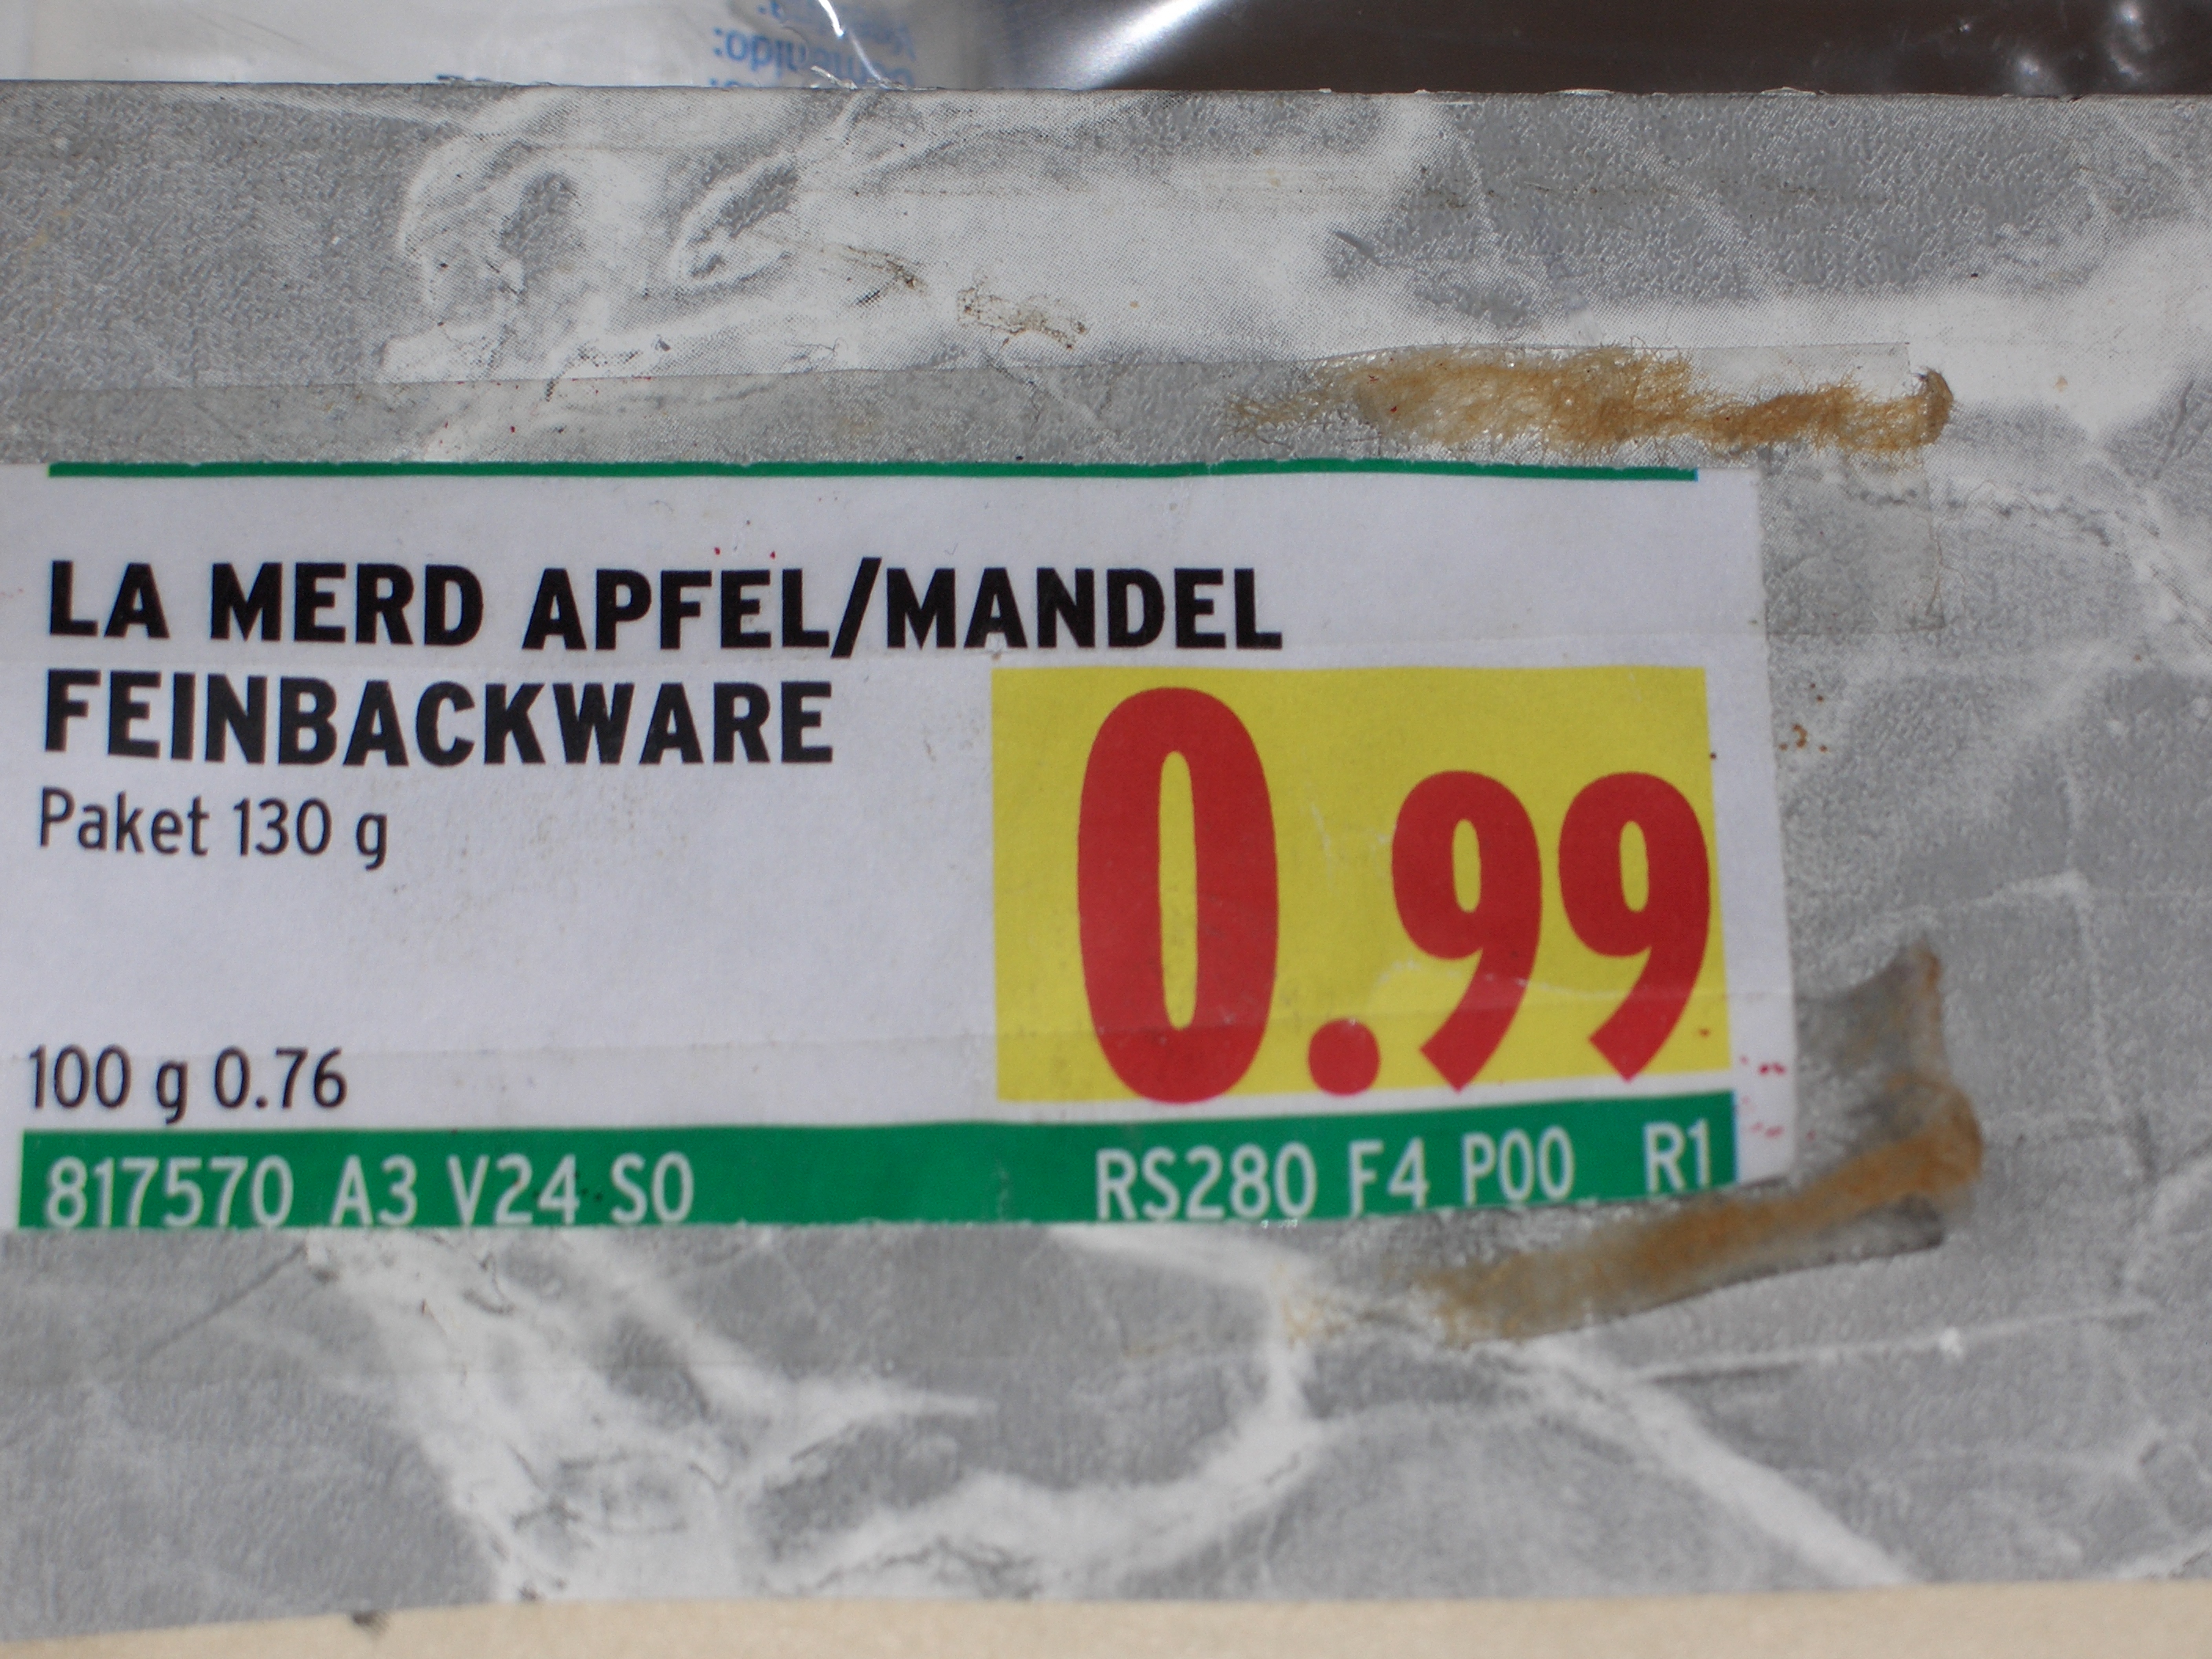 LA MERD APFEL/MANDEL
FEINBACKWARE
Paket 130 g
0.99
100 g 0.76
817570 A3 V24 SO RS280 F4 P00 R1